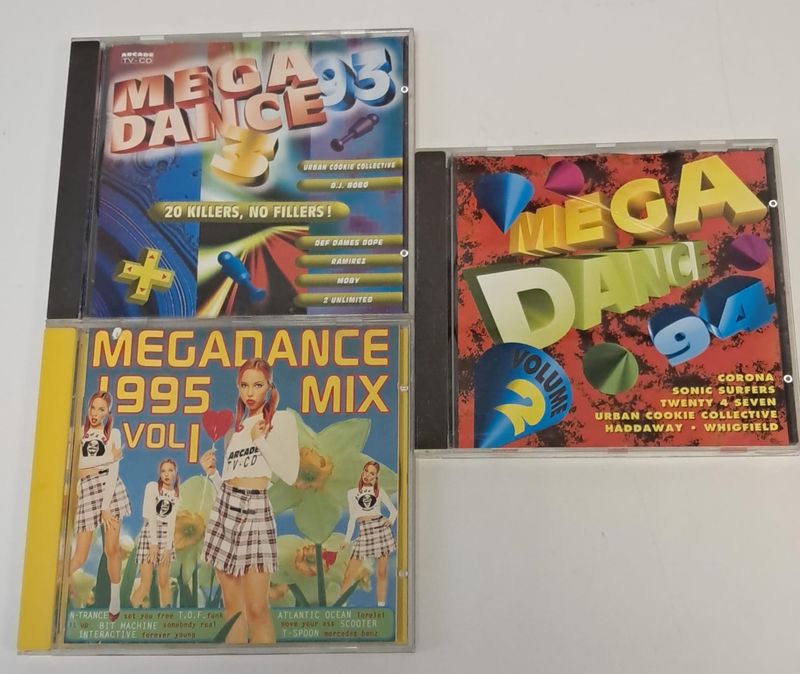 ARCADE
TV-CD
MEGA
DANCE
93
3
URBAN COOKIE COLLECTIVE
D.J. BOBO
20 KILLERS, NO FILLERS!
DEF DAMES DOPE
RAMIREZ
MOBY
2 UNLIMITED
MEGA
DANCE
94
VOLUME
2
CORONA
SONIC SURFERS
TWENTY 4 SEVEN
URBAN COOKIE COLLECTIVE
HADDAWAY • WHIGFIELD
MEGADANCE
1995 MIX
VOL 1
ARCADE
TV-CD
N-TRANCE set you free T.O.F. funk
it up BIT MACHINE somebody real
INTERACTIVE forever young
ATLANTIC OCEAN lorelei
move your ass SCOOTER
T-SPOON mercedes benz